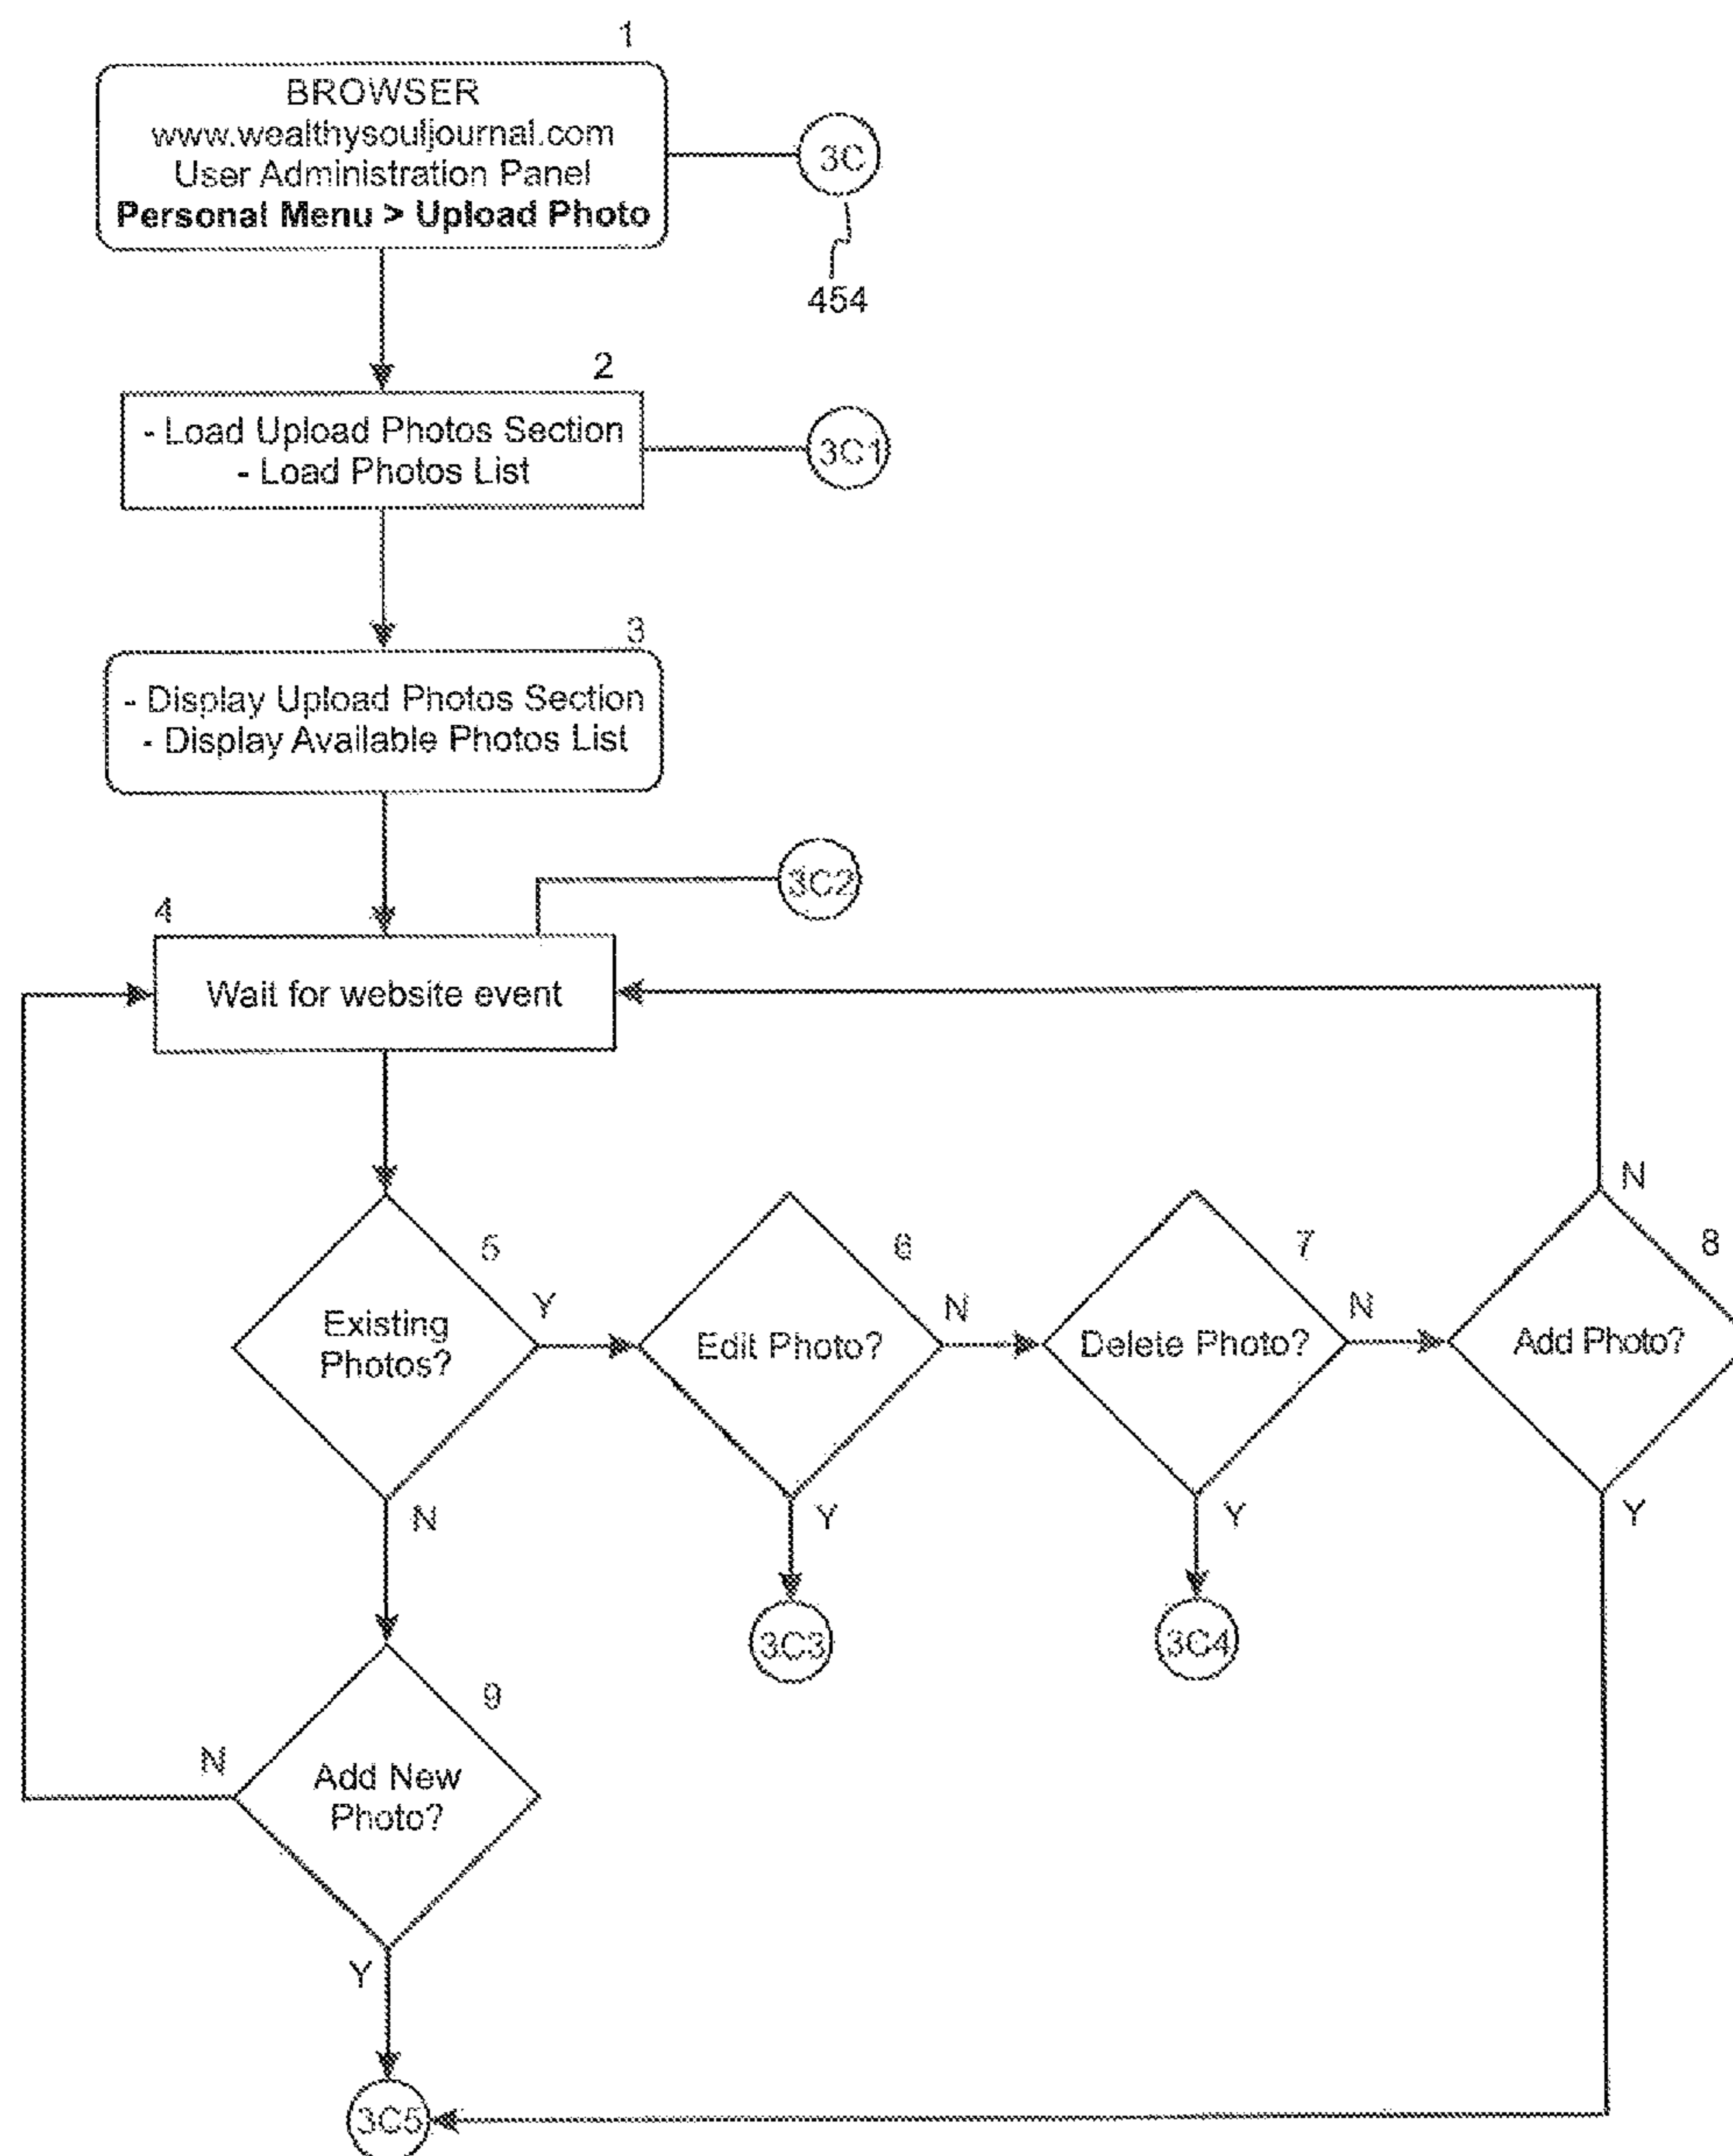 1
BROWSER
www.wealthysouljournal.com
User Administration Panel
Personal Menu > Upload Photo
3C
454
2
- Load Upload Photos Section
- Load Photos List
3C1
3
- Display Upload Photos Section
- Display Available Photos List
3C2
4
Wait for website event
N
5
6
7
8
Y
N
N
Existing
Photos?
Edit Photo?
Delete Photo?
Add Photo?
N
Y
Y
Y
3C3
3C4
9
N
Add New
Photo?
Y
3C5